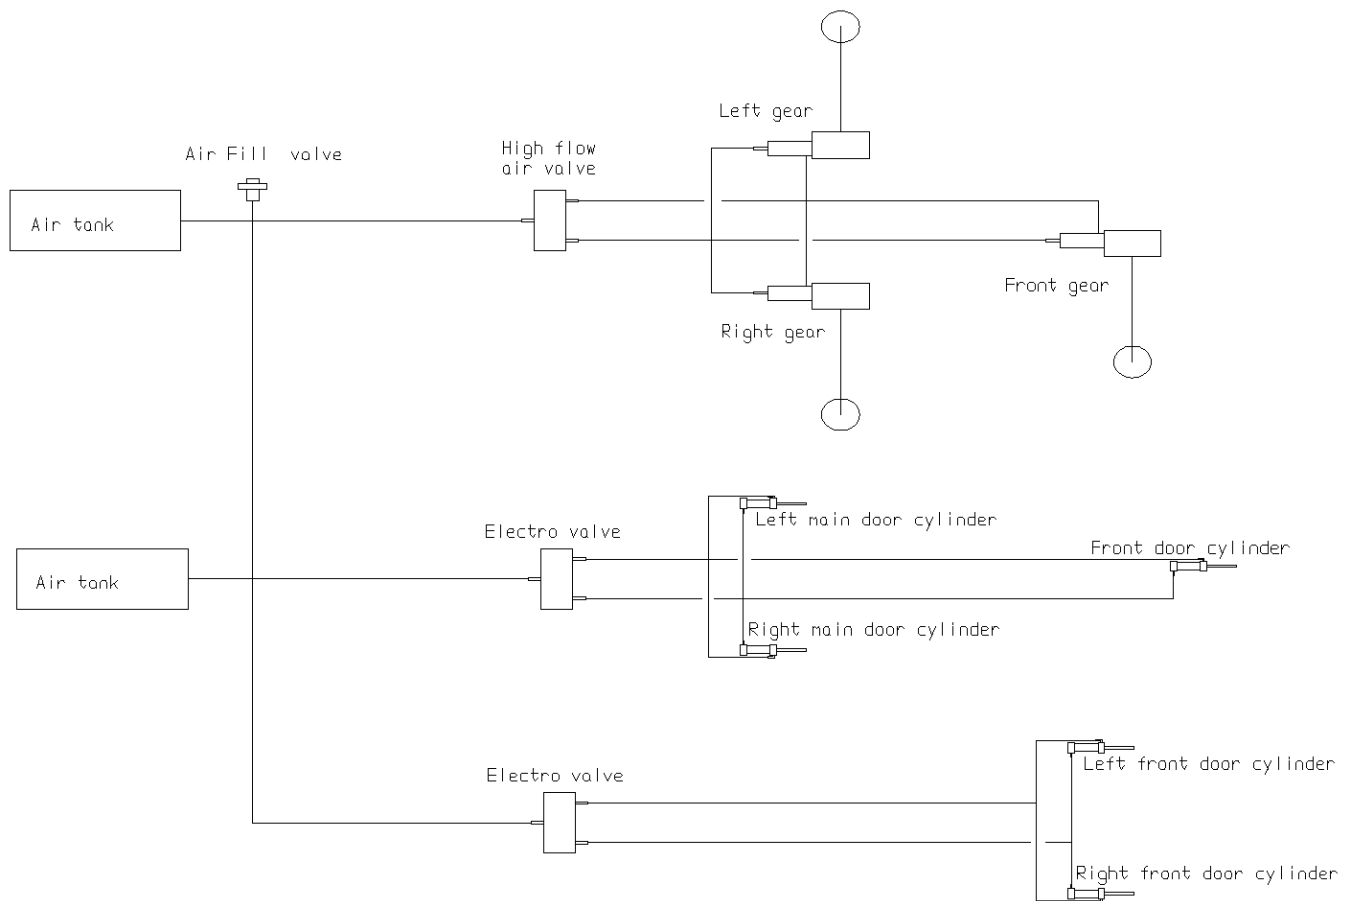 Left gear
Air Fill valve
High flow
air valve
Air tank
Front gear
Right gear
Left main door cylinder
Electro valve
Front door cylinder
Air tank
Right main door cylinder
Left front door cylinder
Electro valve
Right front door cylinder